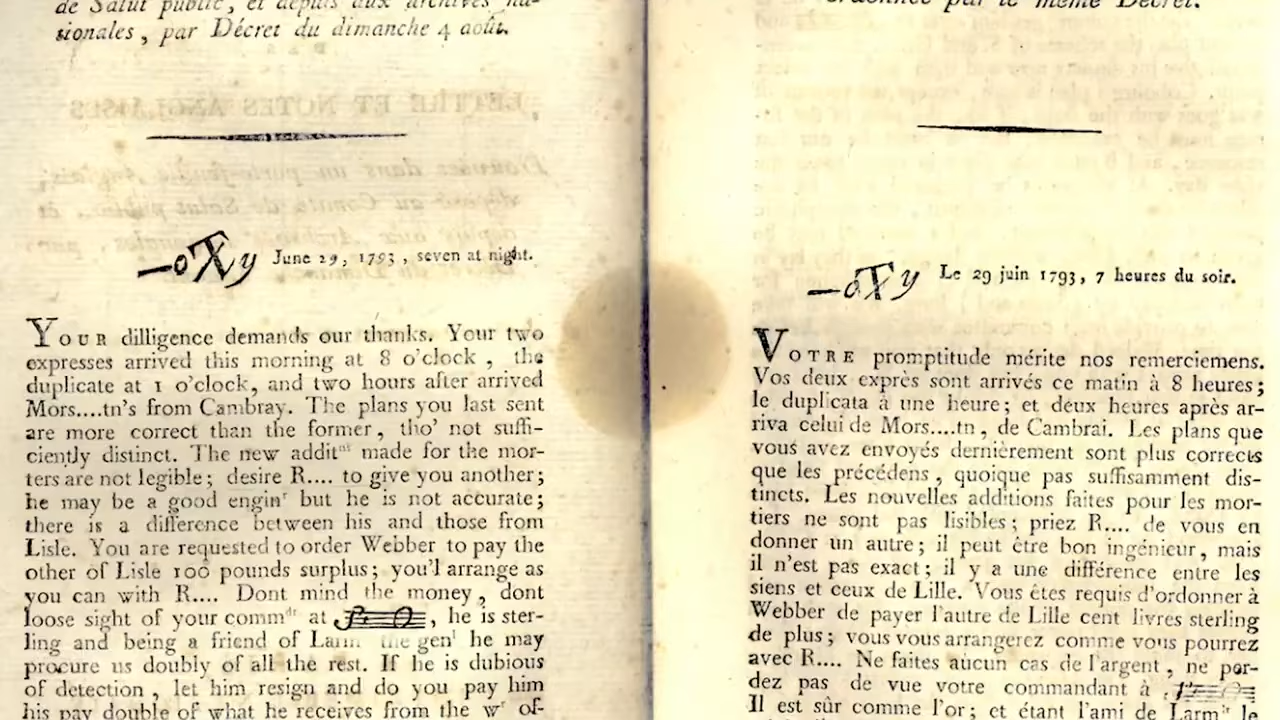 de Salut public, et depuis aux archives na-
tionales, par Décret du dimanche 4 août.
June 29, 1793, seven at night.
YOUR dilligence demands our thanks. Your two
expresses arrived this morning at 8 o'clock, the
duplicate at 1 o'clock, and two hours after arrived
Mors....tn's from Cambray. The plans you last sent
are more correct than the former, tho' not suffi-
ciently distinct. The new addit.ns made for the mor-
ters are not legible; desire R.... to give you another;
he may be a good engin.r but he is not accurate;
there is a difference between his and those from
Lisle. You are requested to order Webber to pay the
other of Lisle 100 pounds surplus; you'l arrange as
you can with R.... Dont mind the money, dont
loose sight of your comm.dr at , he is ster-
ling and being a friend of the gen.l he may
procure us doubly of all the rest. If he is dubious
of detection, let him resign and do you pay him
his pay double of what he receives from the of-
ordonnée par le même Décret.
Le 29 juin 1793, 7 heures du soir.
VOTRE promptitude mérite nos remerciemens.
Vos deux exprès sont arrivés ce matin à 8 heures;
le duplicata à une heure; et deux heures après ar-
riva celui de Mors....tn, de Cambrai. Les plans que
vous avez envoyés dernièrement sont plus corrects
que les précédens, quoique pas suffisamment dis-
tincts. Les nouvelles additions faites pour les mor-
tiers ne sont pas lisibles; priez R.... de vous en
donner un autre; il peut être bon ingénieur, mais
il n'est pas exact; il y a une différence entre les
siens et ceux de Lille. Vous êtes requis d'ordonner à
Webber de payer l'autre de Lille cent livres sterling
de plus; vous vous arrangerez comme vous pourrez
avec R.... Ne faites aucun cas de l'argent, ne per-
dez pas de vue votre commandant à
Il est sûr comme l'or; et étant l'ami de le